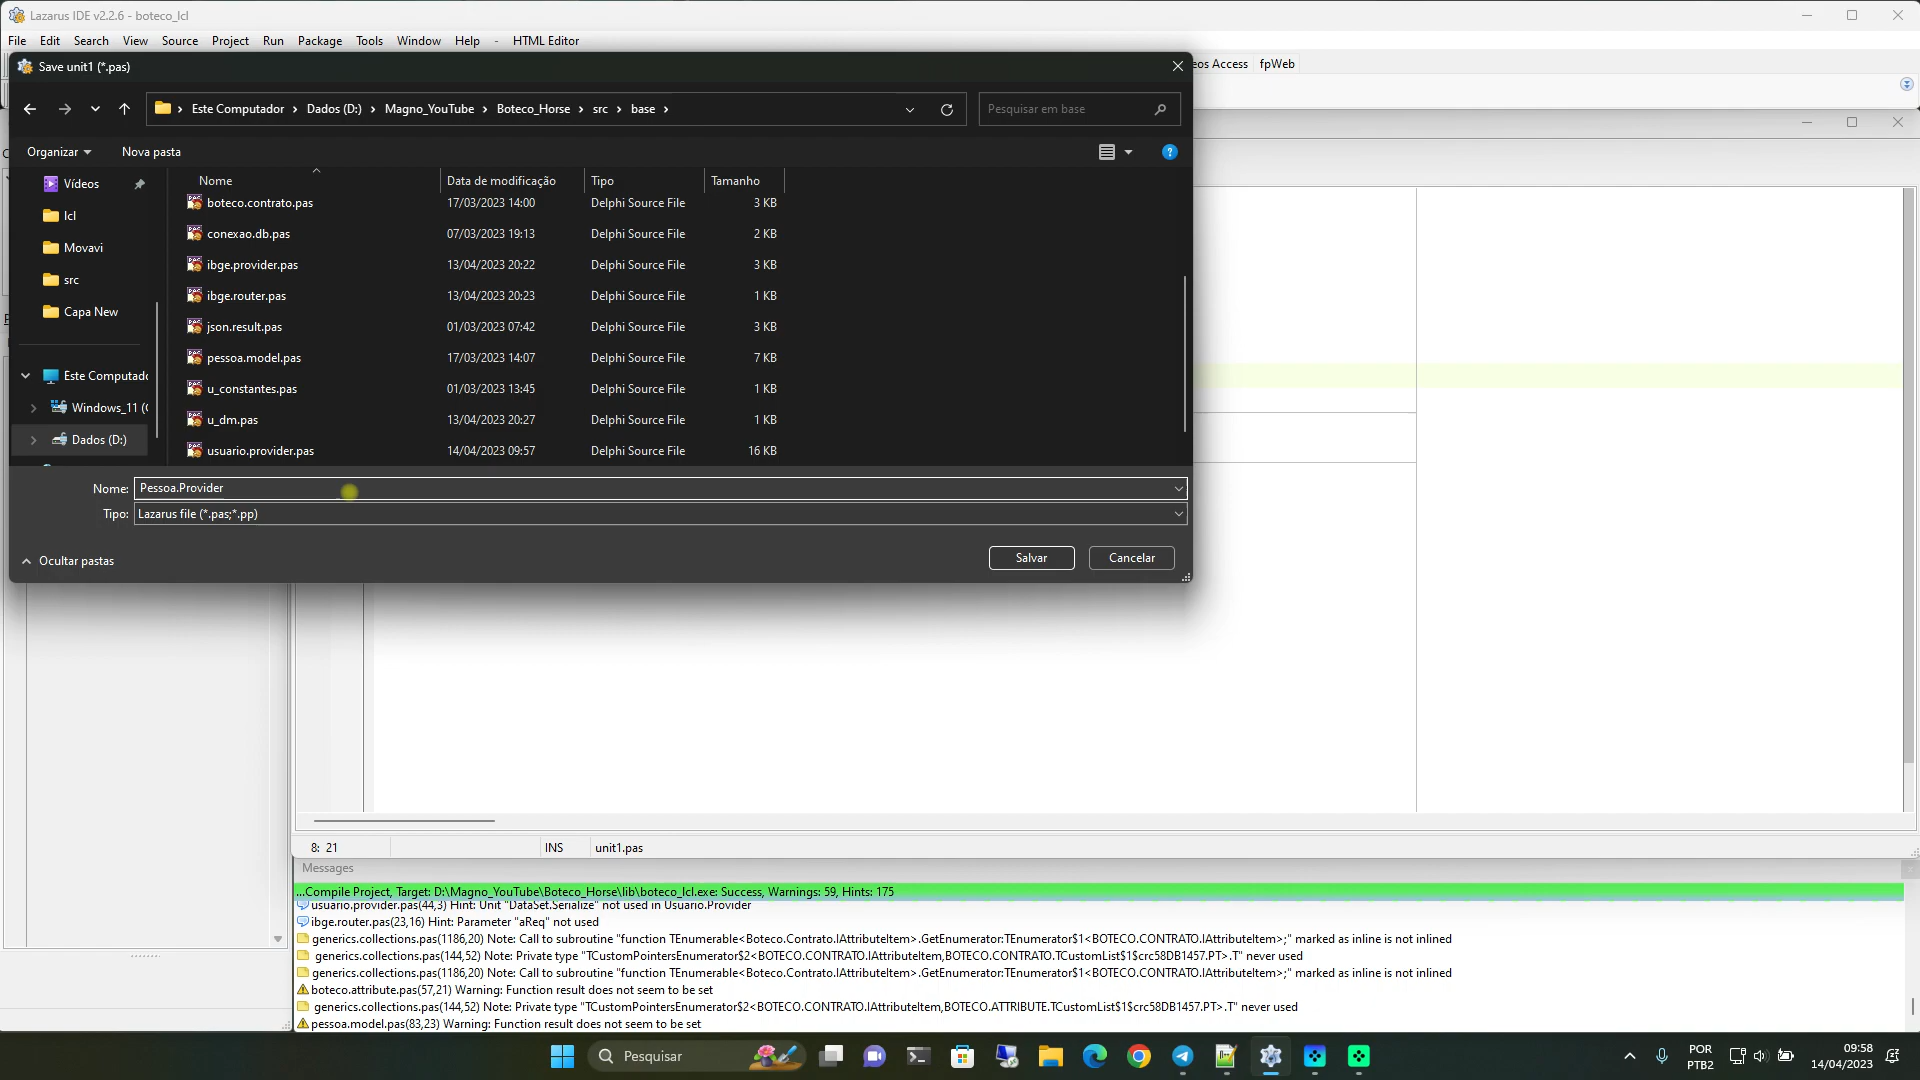 Lazarus IDE v2.2.6 - boteco_lcl
File Edit Search View Source Project Run Package Tools Window Help - HTML Editor
Save unit1 (*.pas)
Access fpWeb
Este Computador Dados (D:) Magno_YouTube Boteco_Horse src base
Pesquisar em base
Organizar Nova pasta
Nome Data de modificação Tipo Tamanho
Vídeos
lcl
Movavi
src
Capa New
Este Computado
Windows_11 (
Dados (D:)
boteco.contrato.pas 17/03/2023 14:00 Delphi Source File 3 KB
conexao.db.pas 07/03/2023 19:13 Delphi Source File 2 KB
ibge.provider.pas 13/04/2023 20:22 Delphi Source File 3 KB
ibge.router.pas 13/04/2023 20:23 Delphi Source File 1 KB
json.result.pas 01/03/2023 07:42 Delphi Source File 3 KB
pessoa.model.pas 17/03/2023 14:07 Delphi Source File 7 KB
u_constantes.pas 01/03/2023 13:45 Delphi Source File 1 KB
u_dm.pas 13/04/2023 20:27 Delphi Source File 1 KB
usuario.provider.pas 14/04/2023 09:57 Delphi Source File 16 KB
Nome: Pessoa.Provider
Tipo: Lazarus file (*.pas;*.pp)
Ocultar pastas
Salvar Cancelar
8: 21 INS unit1.pas
Messages
...Compile Project, Target: D:\Magno_YouTube\Boteco_Horse\lib\boteco_lcl.exe: Success, Warnings: 59, Hints: 175
usuario.provider.pas(44,3) Hint: Unit "DataSet.Serialize" not used in Usuario.Provider
ibge.router.pas(23,16) Hint: Parameter "aReq" not used
generics.collections.pas(1186,20) Note: Call to subroutine "function TEnumerable<Boteco.Contrato.IAttributeItem>.GetEnumerator:TEnumerator$1<BOTECO.CONTRATO.IAttributeItem>;" marked as inline is not inlined
generics.collections.pas(144,52) Note: Private type "TCustomPointersEnumerator$2<BOTECO.CONTRATO.IAttributeItem,BOTECO.CONTRATO.TCustomList$1$crc58DB1457.PT>.T" never used
generics.collections.pas(1186,20) Note: Call to subroutine "function TEnumerable<Boteco.Contrato.IAttributeItem>.GetEnumerator:TEnumerator$1<BOTECO.CONTRATO.IAttributeItem>;" marked as inline is not inlined
boteco.attribute.pas(57,21) Warning: Function result does not seem to be set
generics.collections.pas(144,52) Note: Private type "TCustomPointersEnumerator$2<BOTECO.CONTRATO.IAttributeItem,BOTECO.ATTRIBUTE.TCustomList$1$crc58DB1457.PT>.T" never used
pessoa.model.pas(83,23) Warning: Function result does not seem to be set
Pesquisar
POR
PTB2
09:58
14/04/2023